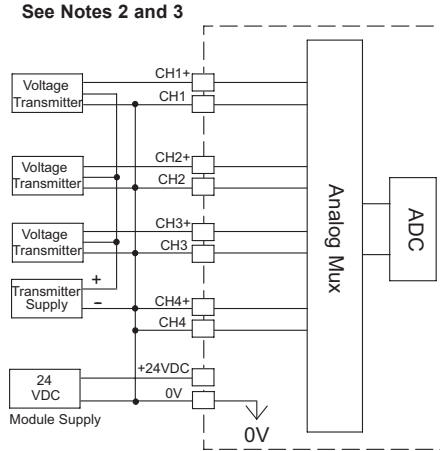 See Notes 2 and 3
Voltage
Transmitter
CH1+
CH1
Voltage
Transmitter
CH2+
CH2
Voltage
Transmitter
CH3+
CH3
Transmitter
Supply
+
–
CH4+
CH4
24
VDC
+24VDC
0V
Module Supply
0V
Analog Mux
ADC